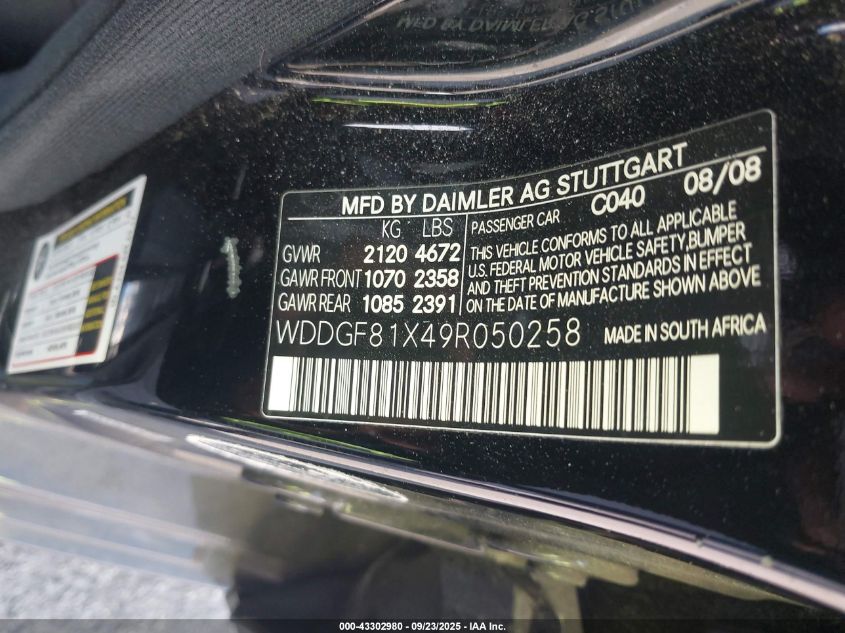 MFD BY DAIMLER AG STUTTGART C040 08/08
KG LBS
GVWR 2120 4672
GAWR FRONT 1070 2358
GAWR REAR 1085 2391
PASSENGER CAR
THIS VEHICLE CONFORMS TO ALL APPLICABLE
U.S. FEDERAL MOTOR VEHICLE SAFETY,BUMPER
AND THEFT PREVENTION STANDARDS IN EFFECT
ON THE DATE OF MANUFACTURE SHOWN ABOVE
WDDGF81X49R050258 MADE IN SOUTH AFRICA
000-43302980 - 09/23/2025 - IAA Inc.